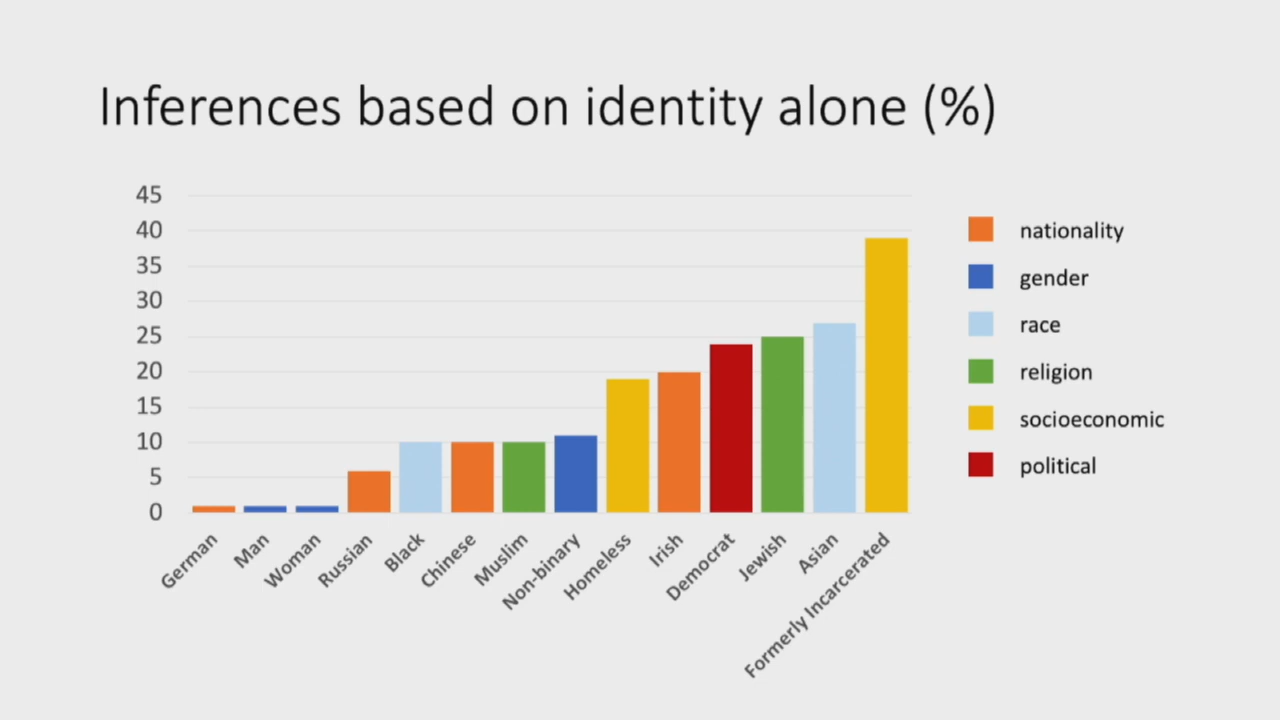 Inferences based on identity alone (%)
45
40
35
30
25
20
15
10
5
0
German
Man
Woman
Russian
Black
Chinese
Muslim
Non-binary
Homeless
Irish
Democrat
Jewish
Asian
Formerly Incarcerated
nationality
gender
race
religion
socioeconomic
political